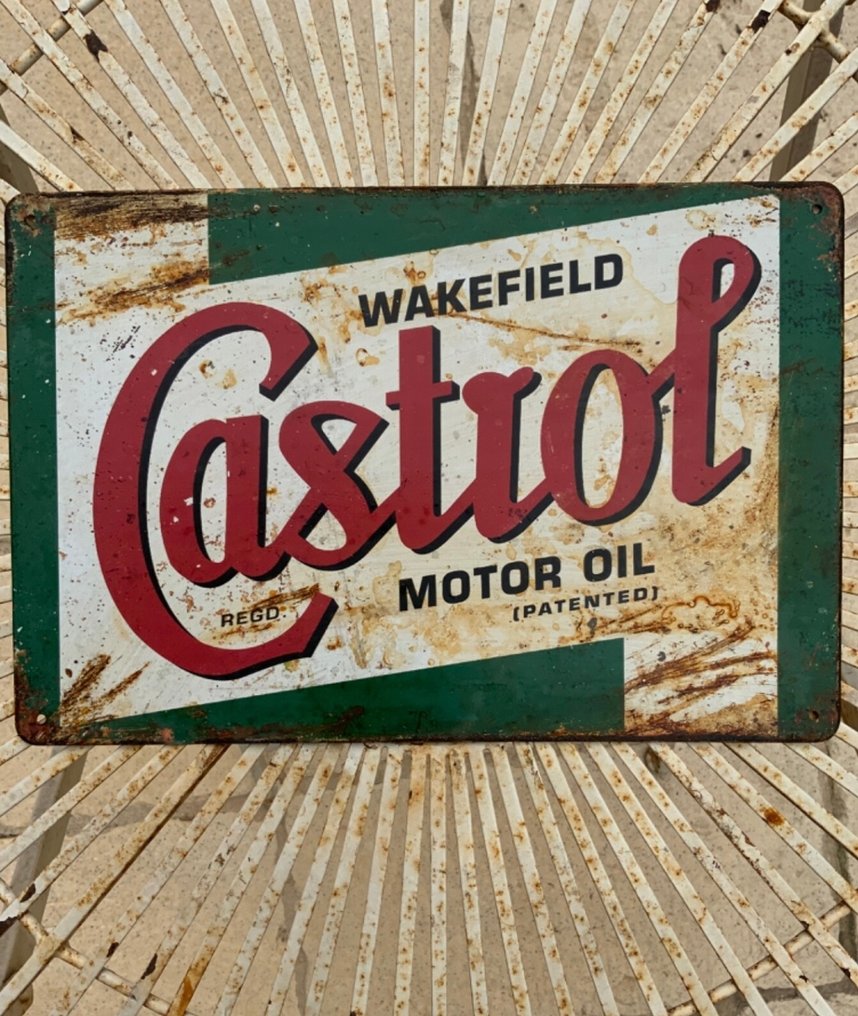 WAKEFIELD
Castrol
MOTOR OIL
(PATENTED)
REGD.